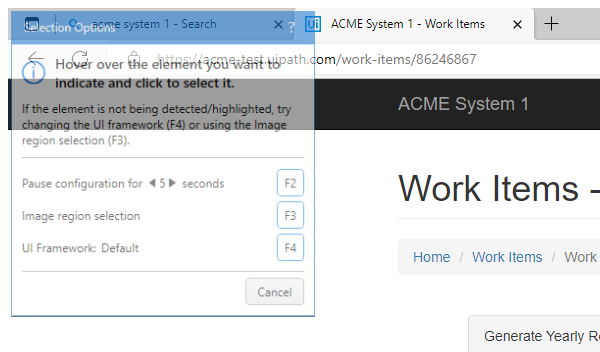 Selection Options
?
acme system 1 - Search
Ui ACME System 1 - Work Items
https://acme-test.uipath.com/work-items/86246867
Hover over the element you want to
indicate and click to select it.
If the element is not being detected/highlighted, try
changing the UI framework (F4) or using the Image
region selection (F3).
Pause configuration for 5 seconds
F2
Image region selection
F3
UI Framework: Default
F4
Cancel
ACME System 1
Work Items -
Home / Work Items / Work
Generate Yearly Re